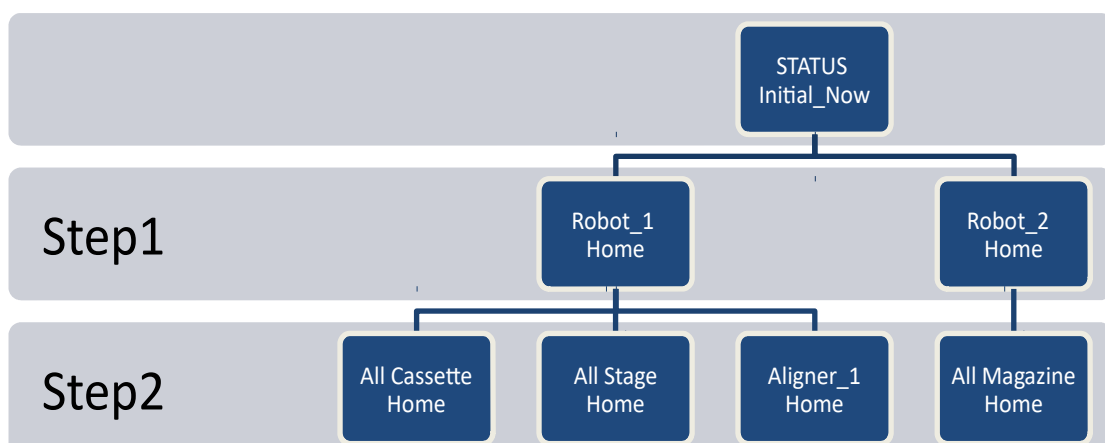 STATUS
Initial_Now
Step1
Robot_1
Home
Robot_2
Home
Step2
All Cassette
Home
All Stage
Home
Aligner_1
Home
All Magazine
Home